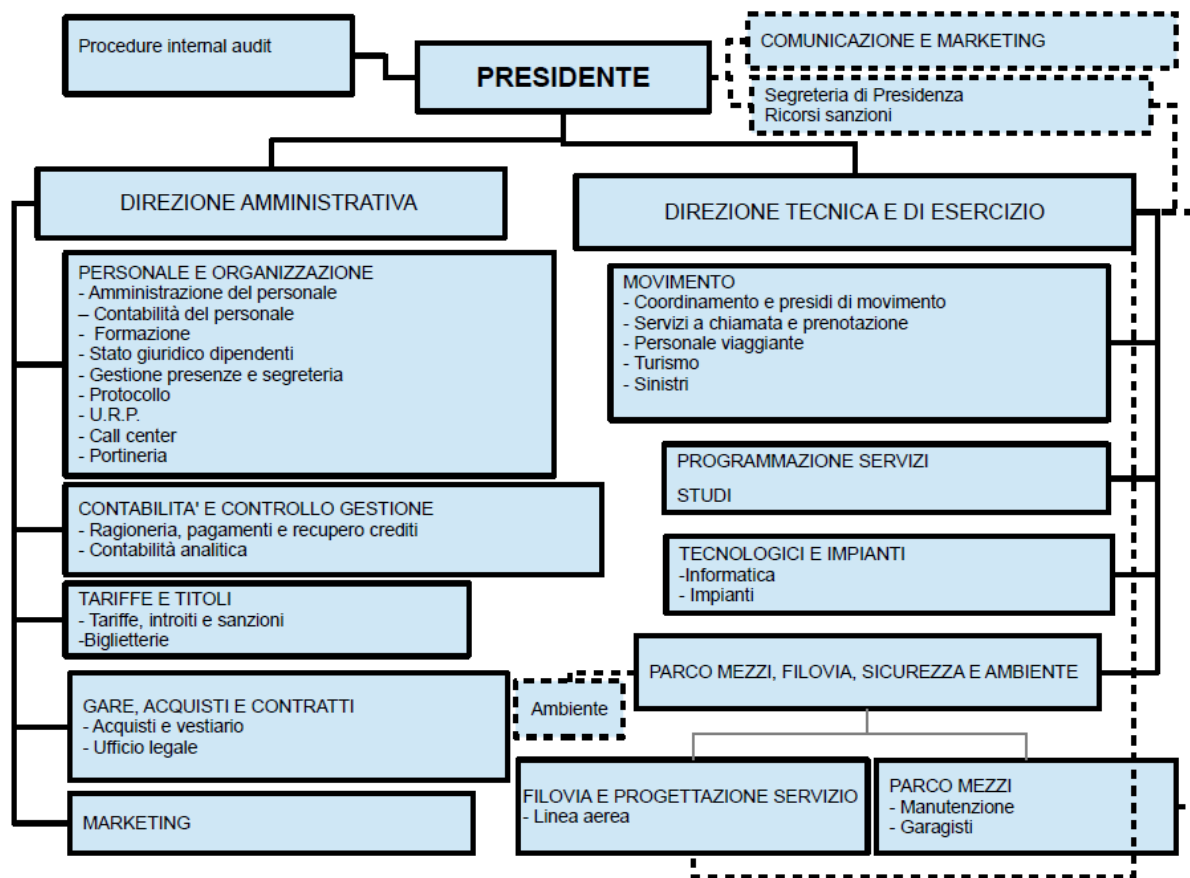 Procedure internal audit
PRESIDENTE
COMUNICAZIONE E MARKETING
Segreteria di Presidenza
Ricorsi sanzioni
DIREZIONE AMMINISTRATIVA
PERSONALE E ORGANIZZAZIONE
- Amministrazione del personale
– Contabilità del personale
- Formazione
- Stato giuridico dipendenti
- Gestione presenze e segreteria
- Protocollo
- U.R.P.
- Call center
- Portineria
CONTABILITA' E CONTROLLO GESTIONE
- Ragioneria, pagamenti e recupero crediti
- Contabilità analitica
TARIFFE E TITOLI
- Tariffe, introiti e sanzioni
-Biglietterie
GARE, ACQUISTI E CONTRATTI
- Acquisti e vestiario
- Ufficio legale
MARKETING
DIREZIONE TECNICA E DI ESERCIZIO
MOVIMENTO
- Coordinamento e presidi di movimento
- Servizi a chiamata e prenotazione
- Personale viaggiante
- Turismo
- Sinistri
PROGRAMMAZIONE SERVIZI
STUDI
TECNOLOGICI E IMPIANTI
-Informatica
- Impianti
PARCO MEZZI, FILOVIA, SICUREZZA E AMBIENTE
Ambiente
FILOVIA E PROGETTAZIONE SERVIZIO
- Linea aerea
PARCO MEZZI
- Manutenzione
- Garagisti